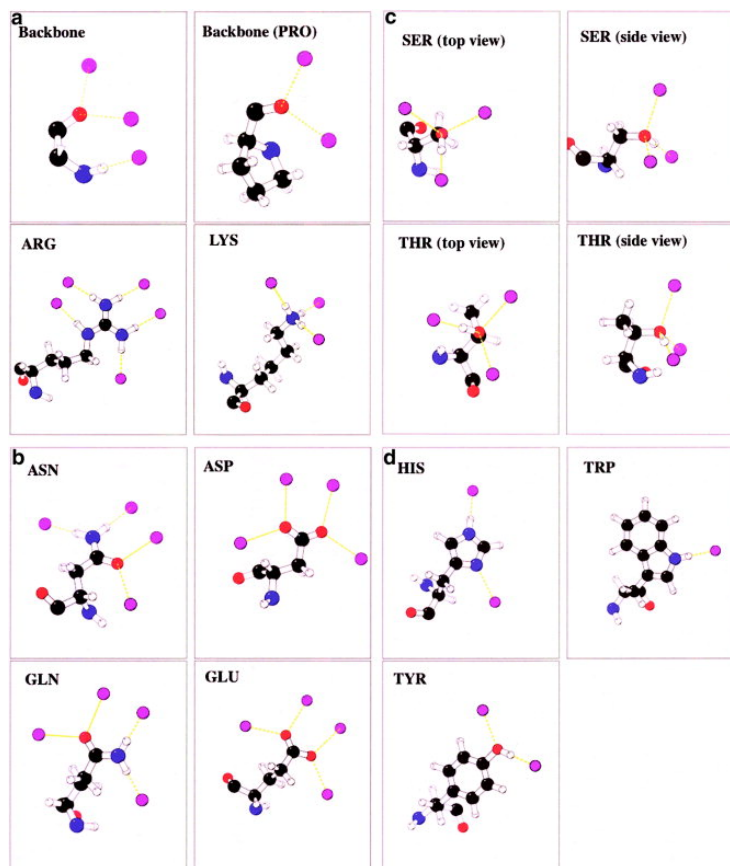 a
Backbone
Backbone (PRO)
c
SER (top view)
SER (side view)
ARG
LYS
THR (top view)
THR (side view)
b
ASN
ASP
d
HIS
TRP
GLN
GLU
TYR